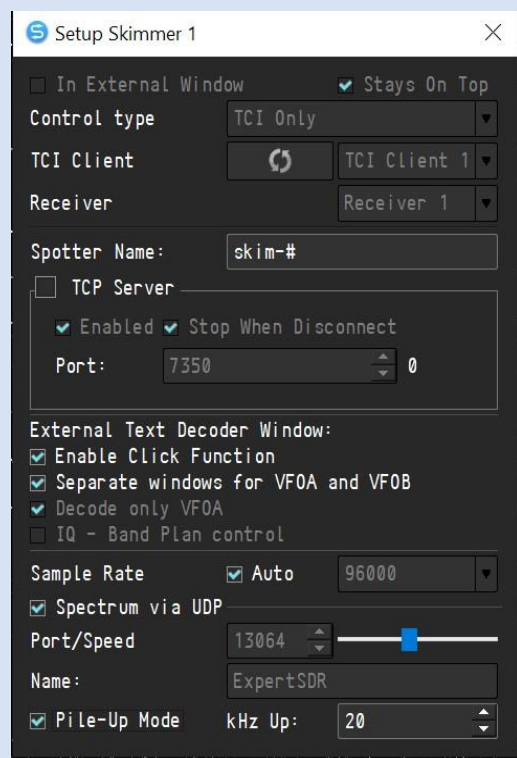 Setup Skimmer 1
In External Window Stays On Top
Control type TCI Only
TCI Client TCI Client 1
Receiver Receiver 1
Spotter Name: skim-#
TCP Server
Enabled Stop When Disconnect
Port: 7350 0
External Text Decoder Window:
Enable Click Function
Separate windows for VFOA and VFOB
Decode only VFOA
IQ - Band Plan control
Sample Rate Auto 96000
Spectrum via UDP
Port/Speed 13064
Name: ExpertSDR
Pile-Up Mode kHz Up: 20